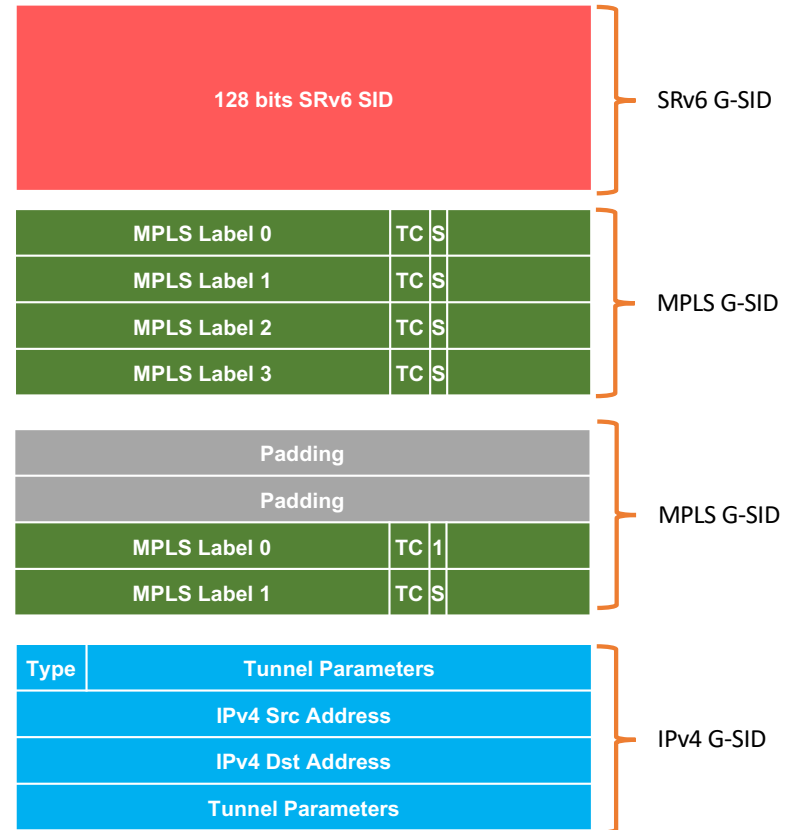 128 bits SRv6 SID
SRv6 G-SID
MPLS Label 0 TC S
MPLS Label 1 TC S
MPLS Label 2 TC S
MPLS Label 3 TC S
MPLS G-SID
Padding
Padding
MPLS Label 0 TC 1
MPLS Label 1 TC S
MPLS G-SID
Type Tunnel Parameters
IPv4 Src Address
IPv4 Dst Address
Tunnel Parameters
IPv4 G-SID